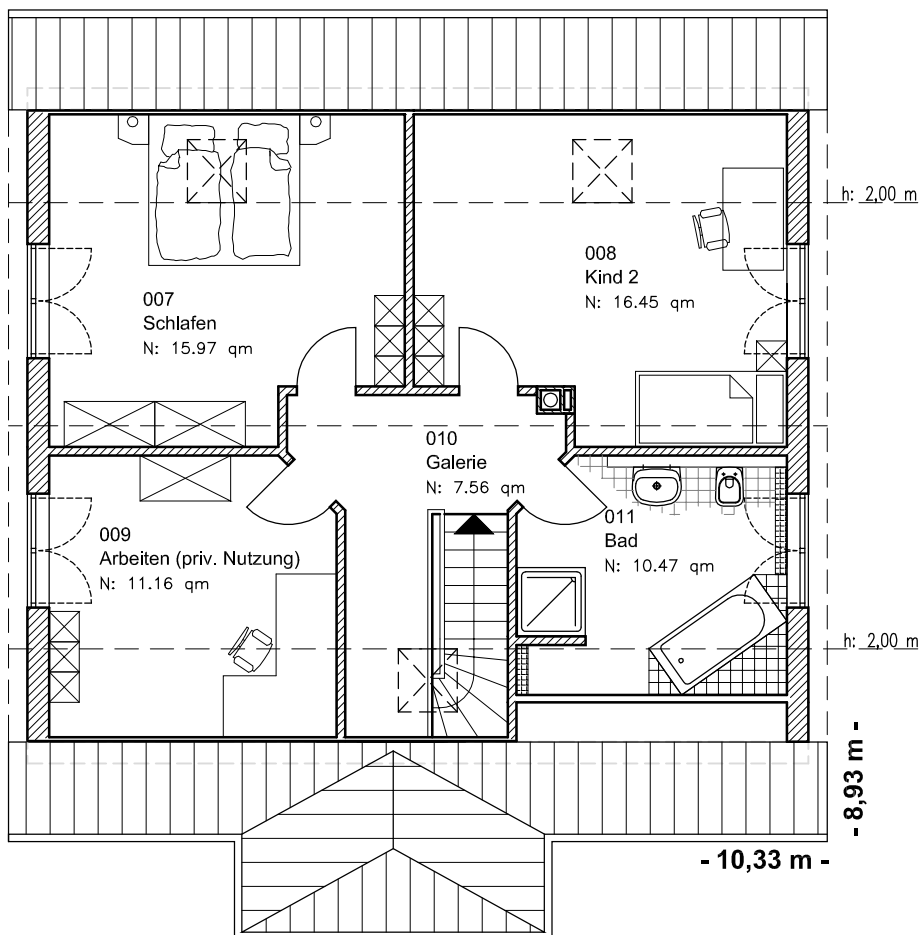 h: 2,00 m
008
Kind 2
N: 16.45 qm
007
Schlafen
N: 15.97 qm
010
Galerie
N: 7.56 qm
011
Bad
N: 10.47 qm
009
Arbeiten (priv. Nutzung)
N: 11.16 qm
h: 2,00 m
- 8,93 m -
- 10,33 m -